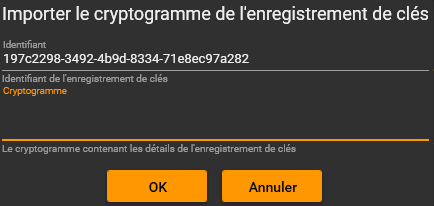 Importer le cryptogramme de l'enregistrement de clés
Identifiant
197c2298-3492-4b9d-8334-71e8ec97a282
Identifiant de l'enregistrement de clés
Cryptogramme
Le cryptogramme contenant les détails de l'enregistrement de clés
OK Annuler